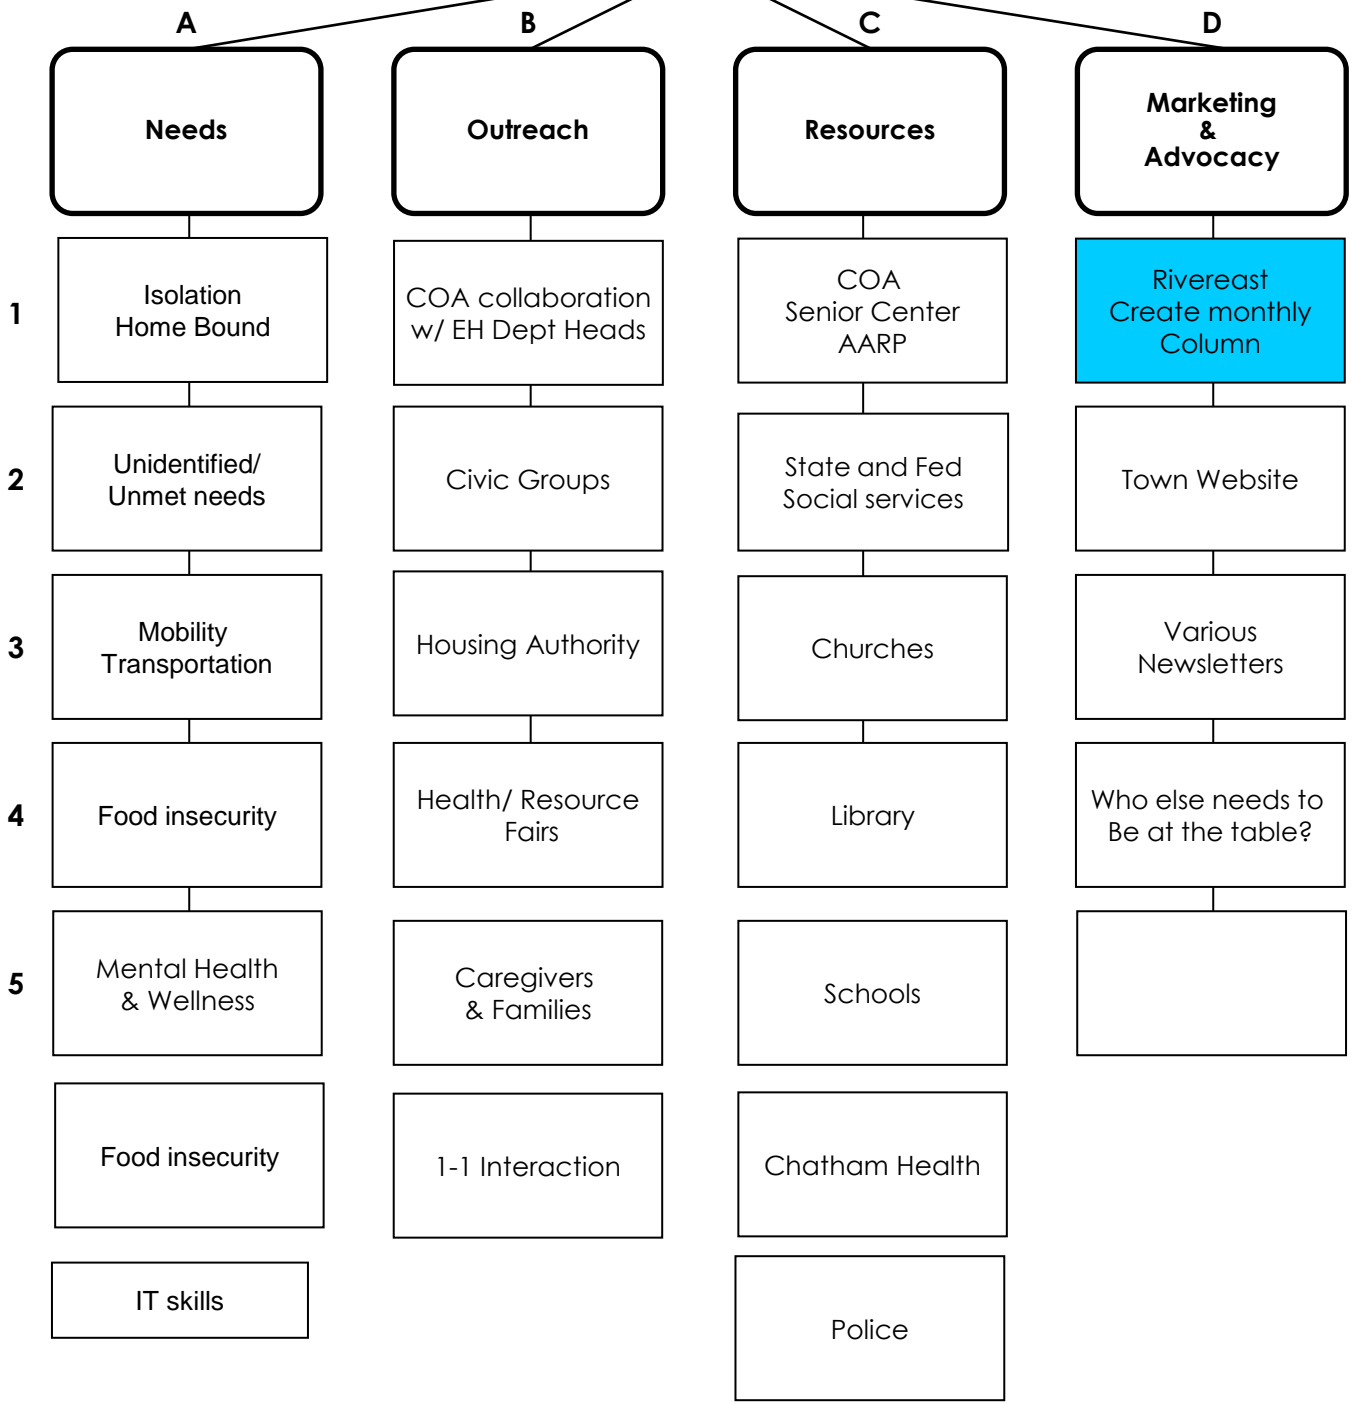 A B C D
Needs
Outreach
Resources
Marketing
&
Advocacy
1
Isolation
Home Bound
COA collaboration
w/ EH Dept Heads
COA
Senior Center
AARP
Rivereast
Create monthly
Column
2
Unidentified/
Unmet needs
Civic Groups
State and Fed
Social services
Town Website
3
Mobility
Transportation
Housing Authority
Churches
Various
Newsletters
4
Food insecurity
Health/ Resource
Fairs
Library
Who else needs to
Be at the table?
5
Mental Health
& Wellness
Caregivers
& Families
Schools
Food insecurity
1-1 Interaction
Chatham Health
IT skills
Police